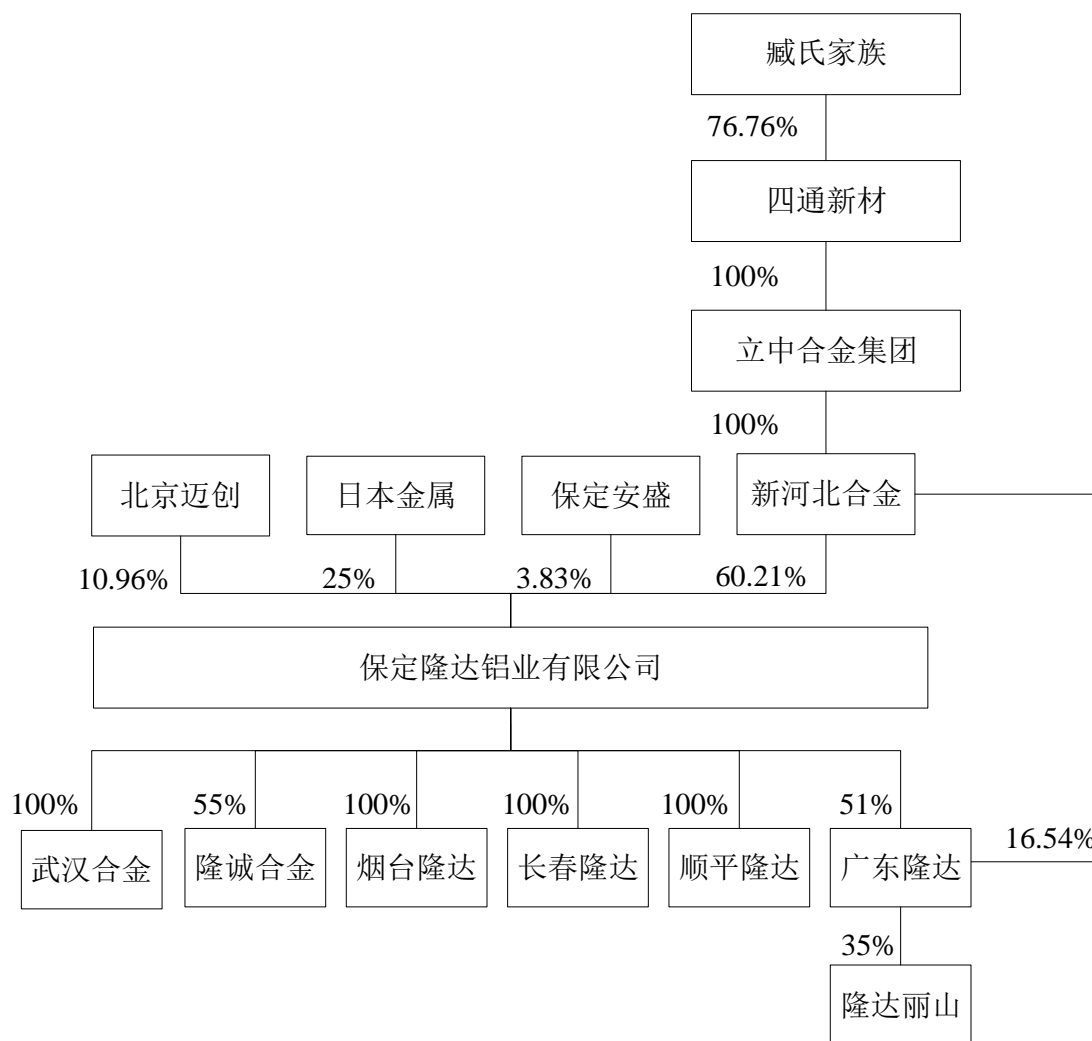 臧氏家族
76.76%
四通新材
100%
立中合金集团
100%
北京迈创
日本金属
保定安盛
新河北合金
10.96%
25%
3.83%
60.21%
保定隆达铝业有限公司
100%
55%
100%
100%
100%
51%
16.54%
武汉合金
隆诚合金
烟台隆达
长春隆达
顺平隆达
广东隆达
35%
隆达丽山